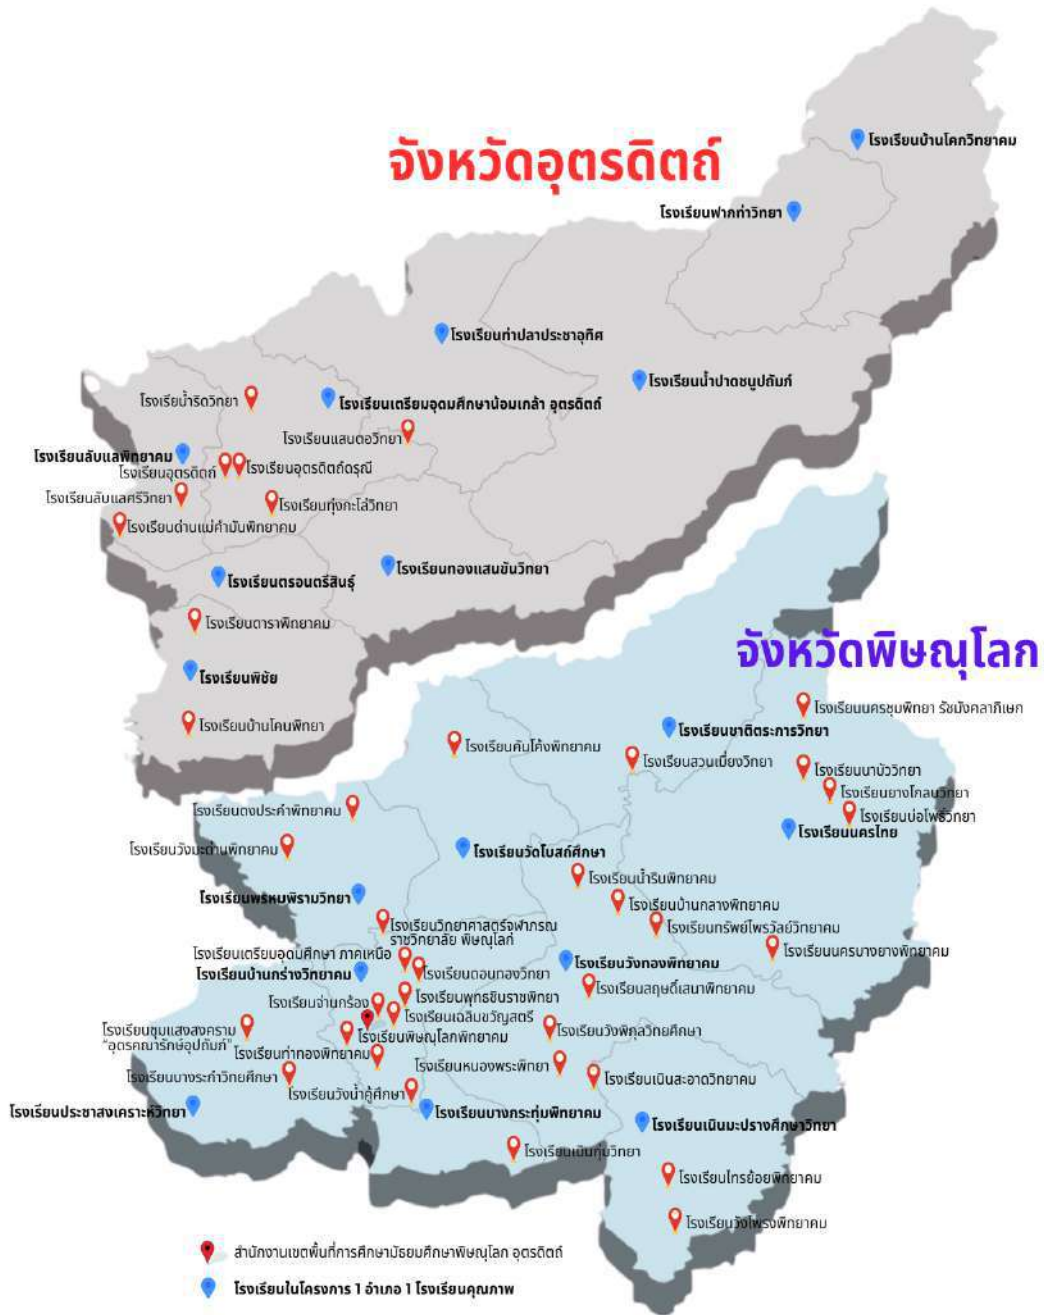 จังหวัดอุตรดิตถ์
โรงเรียนบ้านโคกวิทยาคม
โรงเรียนฟากท่าวิทยา
โรงเรียนท่าปลาประชาอุทิศ
โรงเรียนน้ำปาดชนูปถัมภ์
โรงเรีย้ำริดวิทยา
โรงเรียนเตรียมอุดมศึกษาน้อมเกล้า อุตรดิตถ์
โรงเรียนแสนตอวิทยา
โรงเรียนลับแลพิทยาคม
โรงเรียนอุตรดิตถ์
โรงเรียนอุตรดิตถ์ดรุณี
โรงเรียนลับแลศรีวิทยา
โรงเรียนทุ่งกะโล่วิทยา
โรงเรียนด่านแม่คำมันพิทยาคม
โรงเรียนทองแสนขันวิทยา
โรงเรียนตรอนตรีสินธุ์
โรงเรียนดาราพิทยาคม
จังหวัดพิษณุโลก
โรงเรียนพิชัย
โรงเรียนนครชุมพิทยา รัชมังคลาภิเษก
โรงเรียนบ้านโคนพิทยา
โรงเรียนชาติตระการวิทยา
โรงเรียนคันโค้งพิทยาคม
โรงเรียนสวนเมี่ยงวิทยา
โรงเรียนนาบัววิทยา
โรงเรียนยางโกลนวิทยา
โรงเรียนดงประคำพิทยาคม
โรงเรียนบ่อโพธิ์วิทยา
โรงเรียนนครไทย
โรงเรียนวังมะด่านพิทยาคม
โรงเรียนวัดโบสถ์ศึกษา
โรงเรียนน้ำรินพิทยาคม
โรงเรียนพรหมพิรามวิทยา
โรงเรียนบ้านกลางพิทยาคม
โรงเรียนวิทยาศาสตร์จุฬาภรณ
ราชวิทยาลัย พิษณุโลก
โรงเรียนทรัพย์ไพรวัลย์วิทยาคม
โรงเรียนนครบางยางพิทยาคม
โรงเรียนเตรียมอุดมศึกษา ภาคเหนือ
โรงเรียนวังทองพิทยาคม
โรงเรียนบ้านกร่างวิทยาคม
โรงเรียนดอนทองวิทยา
โรงเรียนสฤษดิ์เสนาพิทยาคม
โรงเรียนพุทธชินราชพิทยา
โรงเรียนจ่านกร้อง
โรงเรียนเฉลิมขวัญสตรี
โรงเรียนชุมแสงสงคราม
"อุดรคณารักษ์อุปถัมภ์"
โรงเรียนพิษณุโลกพิทยาคม
โรงเรียนวังพิกุลวิทยศึกษา
โรงเรียนท่าทองพิทยาคม
โรงเรียนหนองพระพิทยา
โรงเรียนบางระกำวิทยศึกษา
โรงเรียนเนินสะอาดวิทยาคม
โรงเรียนวังน้ำคู้ศึกษา
โรงเรียนประชาสงเคราะห์วิทยา
โรงเรียนบางกระทุ่มพิทยาคม
โรงเรียนเนินมะปรางศึกษาวิทยา
โรงเรียนเนินกุ่มวิทยา
โรงเรียนไทรย้อยพิทยาคม
โรงเรียนวังโพรงพิทยาคม
สำนักงานเขตพื้นที่การศึกษามัธยมศึกษาพิษณุโลก อุตรดิตถ์
โรงเรียนในโครงการ 1 อำเภอ 1 โรงเรียนคุณภาพ